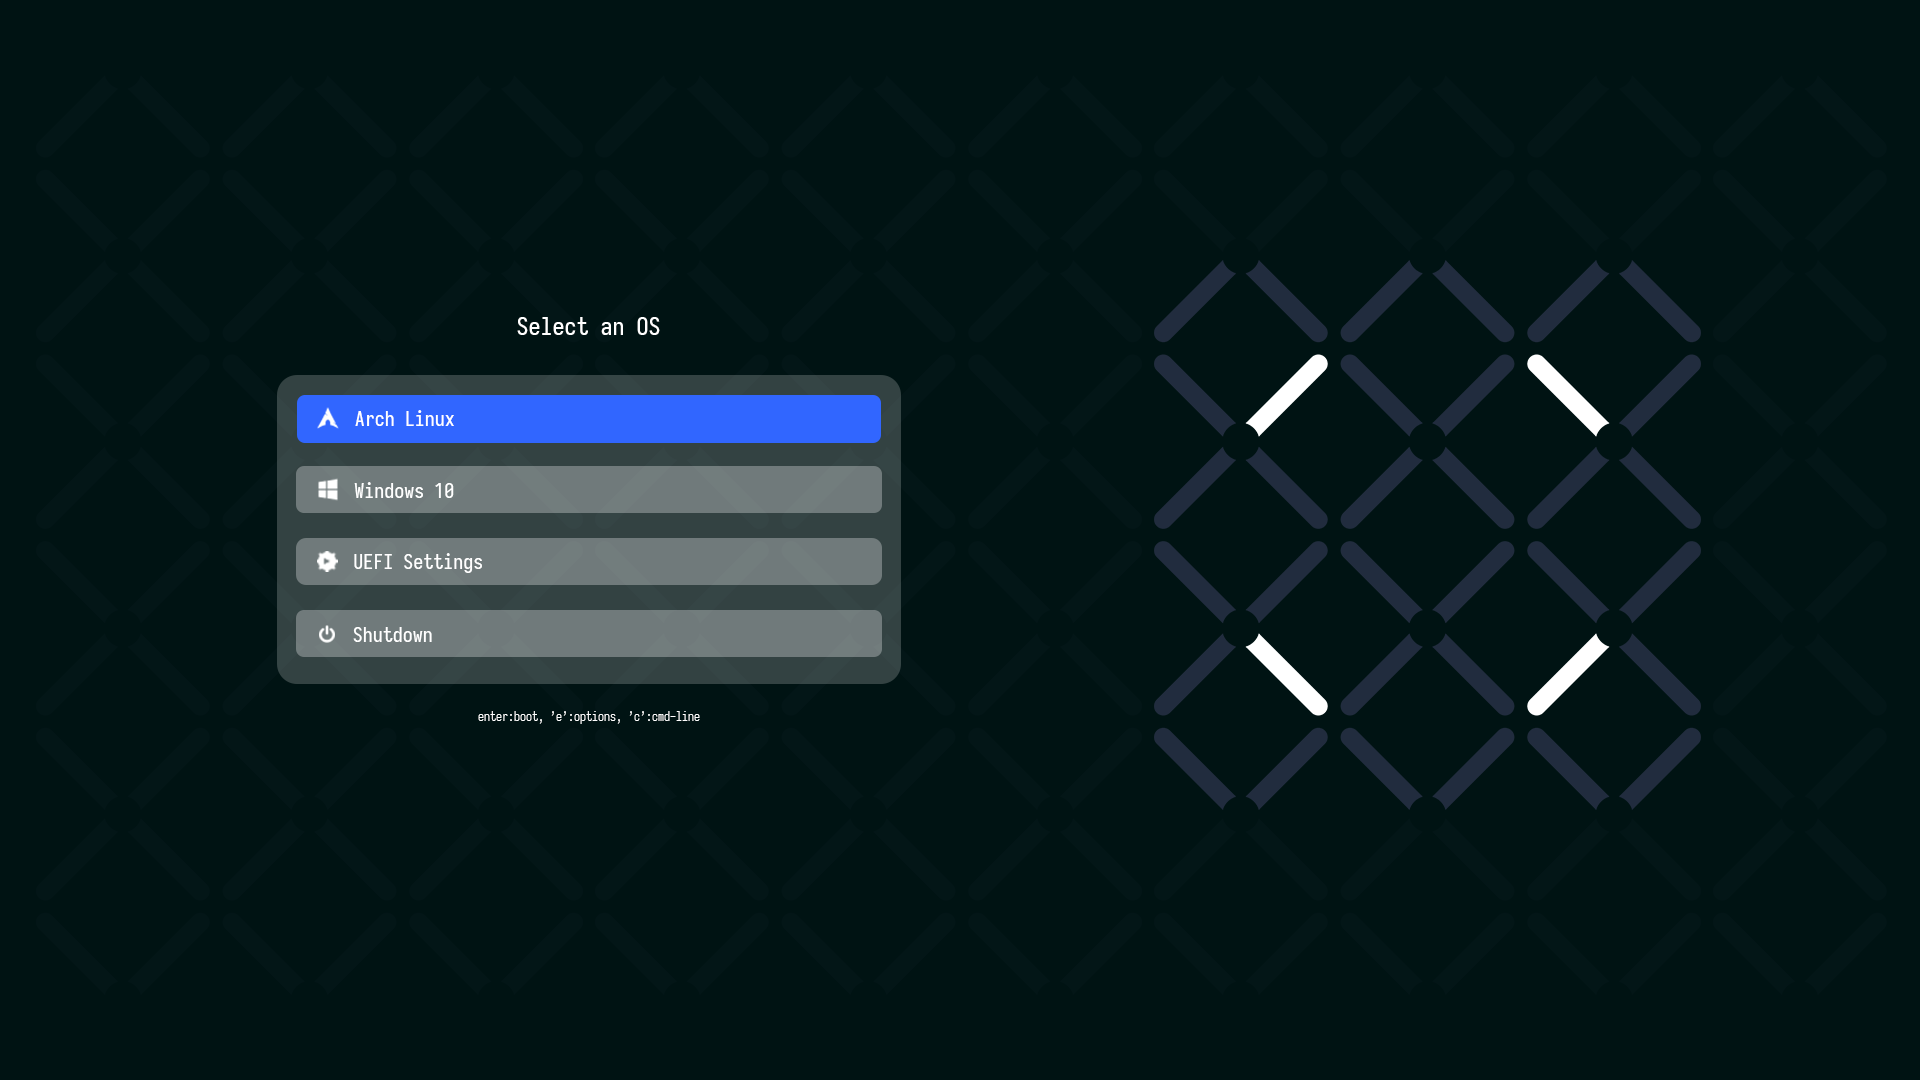 Select an OS
Arch Linux
Windows 10
UEFI Settings
Shutdown
enter:boot, 'e':options, 'c':cmd-line